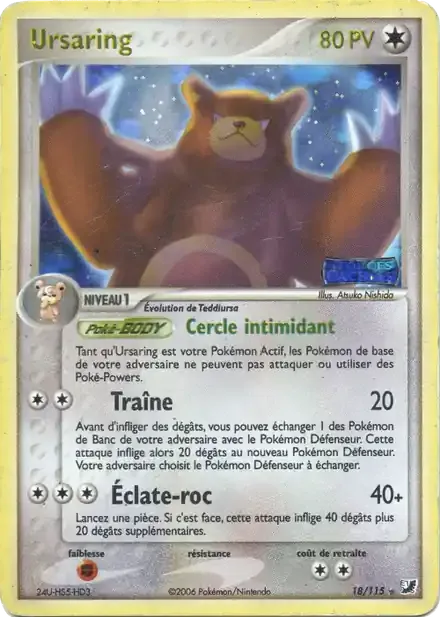 Ursaring 80 PV
Illus. Atsuko Nishida
NIVEAU 1
Évolution de Teddiursa
Poké-BODY Cercle intimidant
Tant qu'Ursaring est votre Pokémon Actif, les Pokémon de base
de votre adversaire ne peuvent pas attaquer ou utiliser des
Poké-Powers.
Traîne 20
Avant d'infliger des dégâts, vous pouvez échanger 1 des Pokémon
de Banc de votre adversaire avec le Pokémon Défenseur. Cette
attaque inflige alors 20 dégâts au nouveau Pokémon Défenseur.
Votre adversaire choisit le Pokémon Défenseur à échanger.
Éclate-roc 40+
Lancez une pièce. Si c'est face, cette attaque inflige 40 dégâts plus
20 dégâts supplémentaires.
faiblesse résistance coût de retraite
24U-HS5-HD3 ©2006 Pokémon/Nintendo 18/115